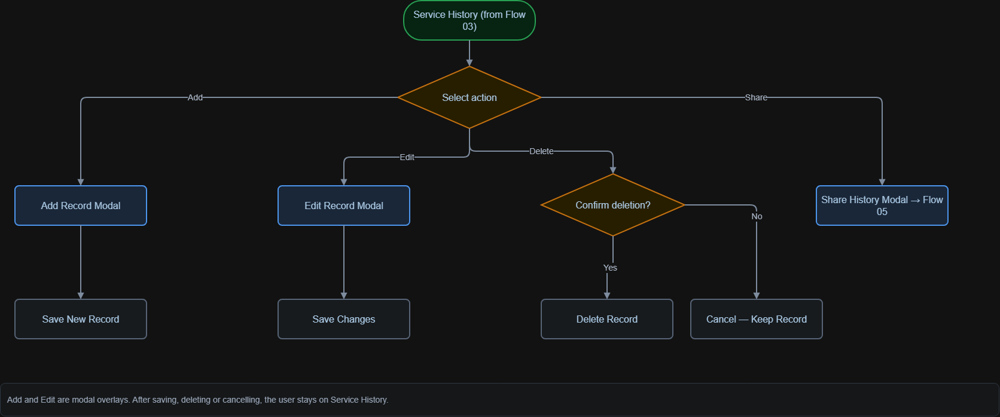 Service History (from Flow
03)
Select action
Add
Share
Edit
Delete
Add Record Modal
Edit Record Modal
Confirm deletion?
No
Share History Modal → Flow
05
Yes
Save New Record
Save Changes
Delete Record
Cancel — Keep Record
Add and Edit are modal overlays. After saving, deleting or cancelling, the user stays on Service History.